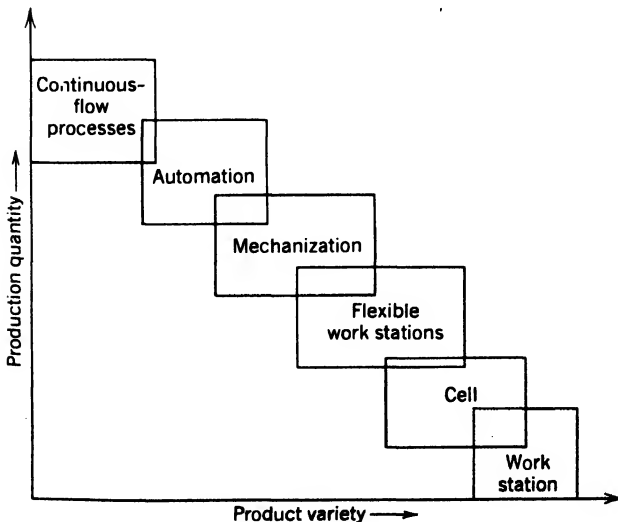 Continuous-
flow
processes
Automation
Mechanization
Flexible
work stations
Cell
Work
station
Production quantity
Product variety